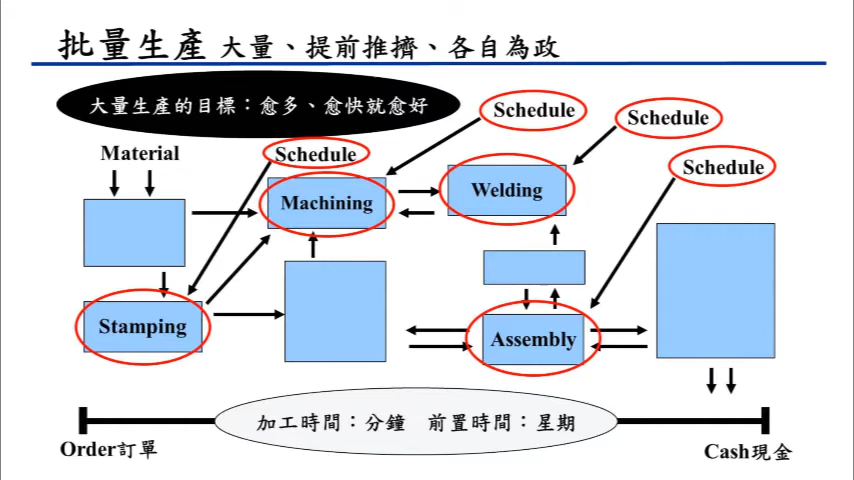 批量生產 大量、提前推擠、各自為政
大量生產的目標：愈多、愈快就愈好
Schedule
Schedule
Material
Schedule
Schedule
Machining
Welding
Stamping
Assembly
加工時間：分鐘 前置時間：星期
Order訂單
Cash現金